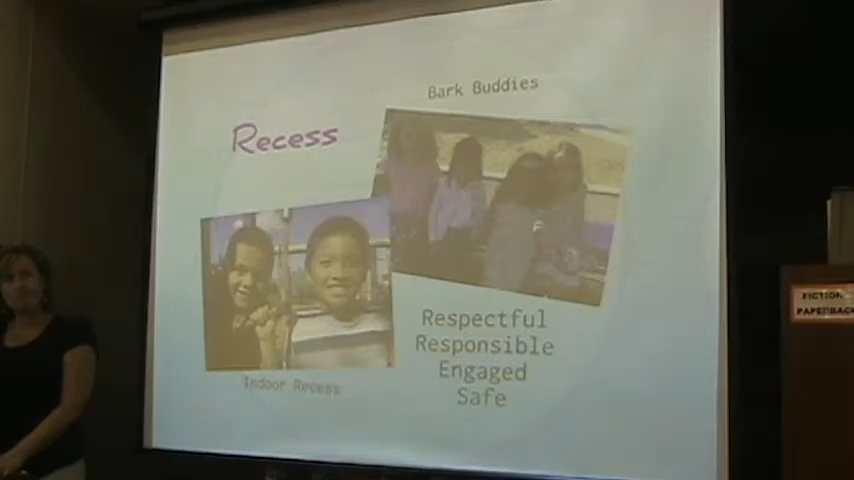 Bark Buddies
Recess
Indoor Recess
Respectful
Responsible
Engaged
Safe
FICTION
PAPERBACK